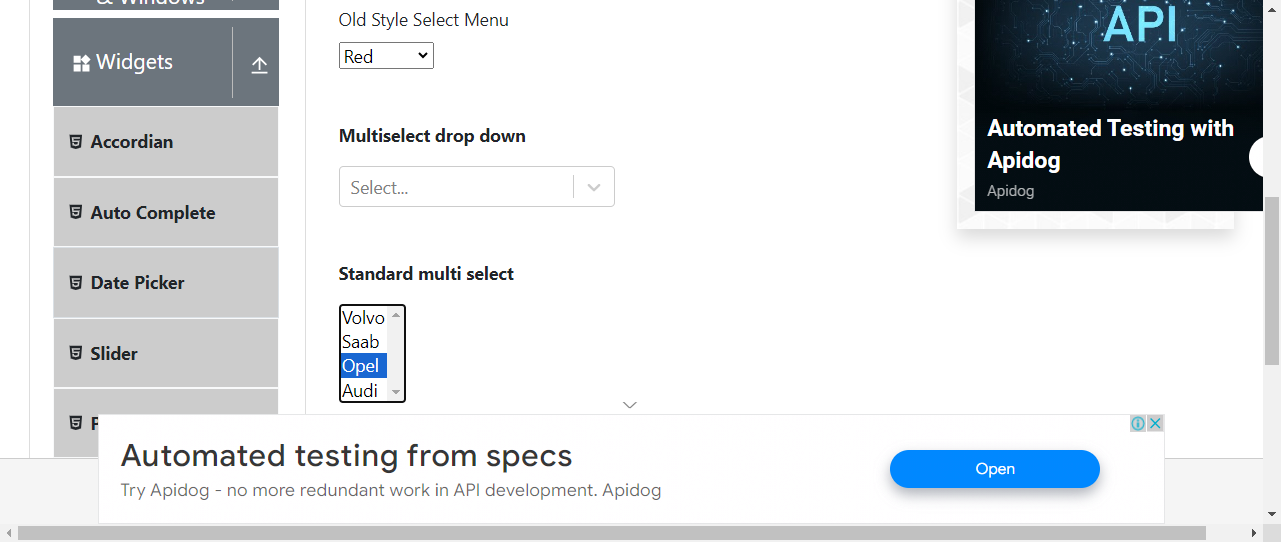 & Windows
Widgets
Accordian
Auto Complete
Date Picker
Slider
Old Style Select Menu
Red
Multiselect drop down
Select...
Standard multi select
Volvo
Saab
Opel
Audi
API
Automated Testing with
Apidog
Apidog
Automated testing from specs
Try Apidog - no more redundant work in API development. Apidog
Open